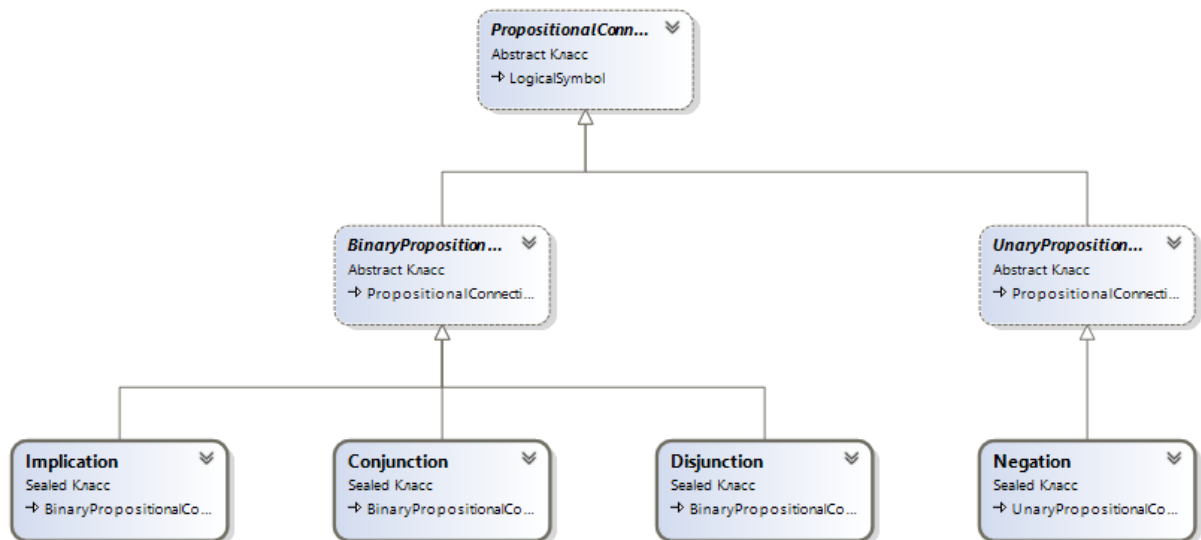 PropositionalConn...
Abstract Класс
LogicalSymbol
BinaryProposition...
Abstract Класс
PropositionalConnecti...
UnaryProposition...
Abstract Класс
PropositionalConnecti...
Implication
Sealed Класс
BinaryPropositionalCo...
Conjunction
Sealed Класс
BinaryPropositionalCo...
Disjunction
Sealed Класс
BinaryPropositionalCo...
Negation
Sealed Класс
UnaryPropositionalCo...